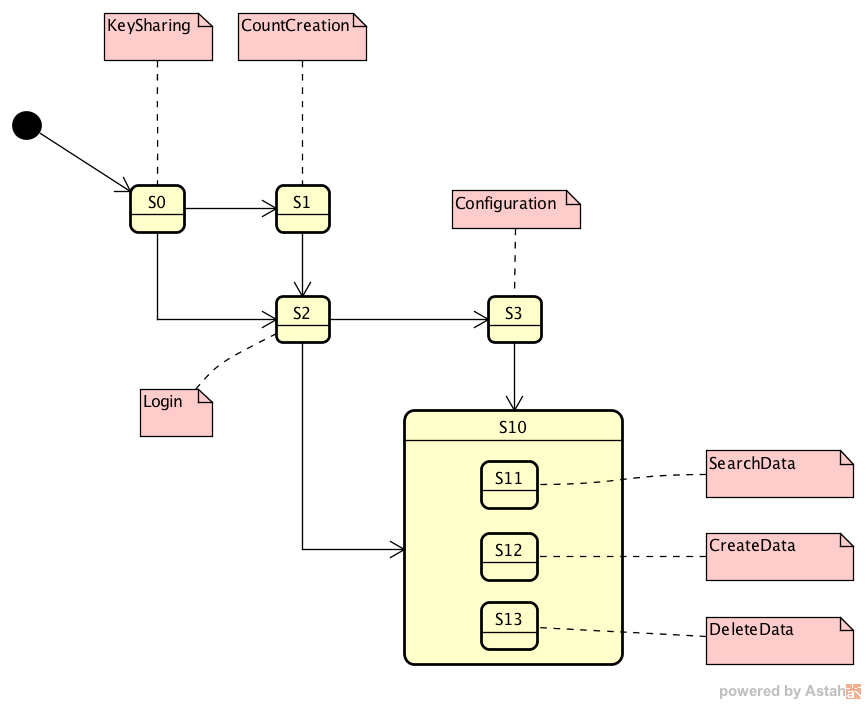 KeySharing
CountCreation
S0
S1
Configuration
S2
S3
Login
S10
S11
SearchData
S12
CreateData
S13
DeleteData
powered by Astah